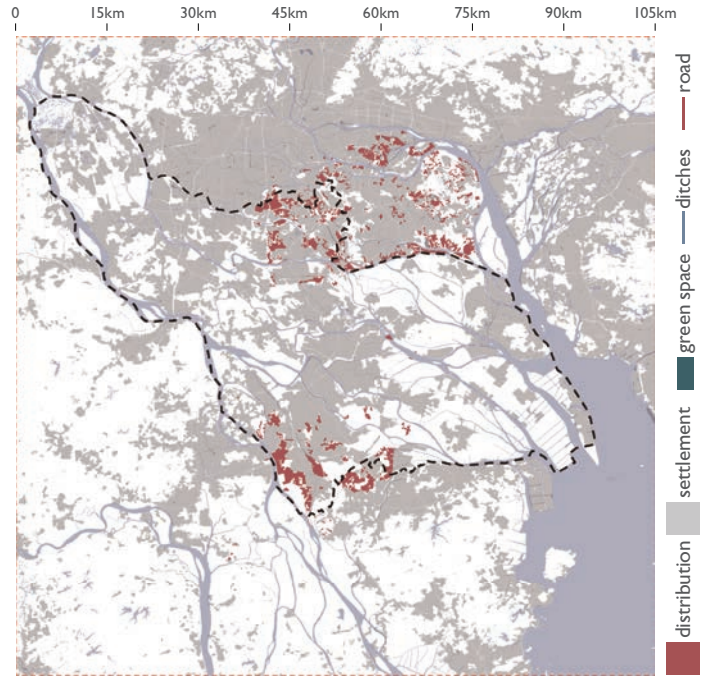 0 15km 30km 45km 60km 75km 90km 105km
road
ditches
green space
settlement
distribution